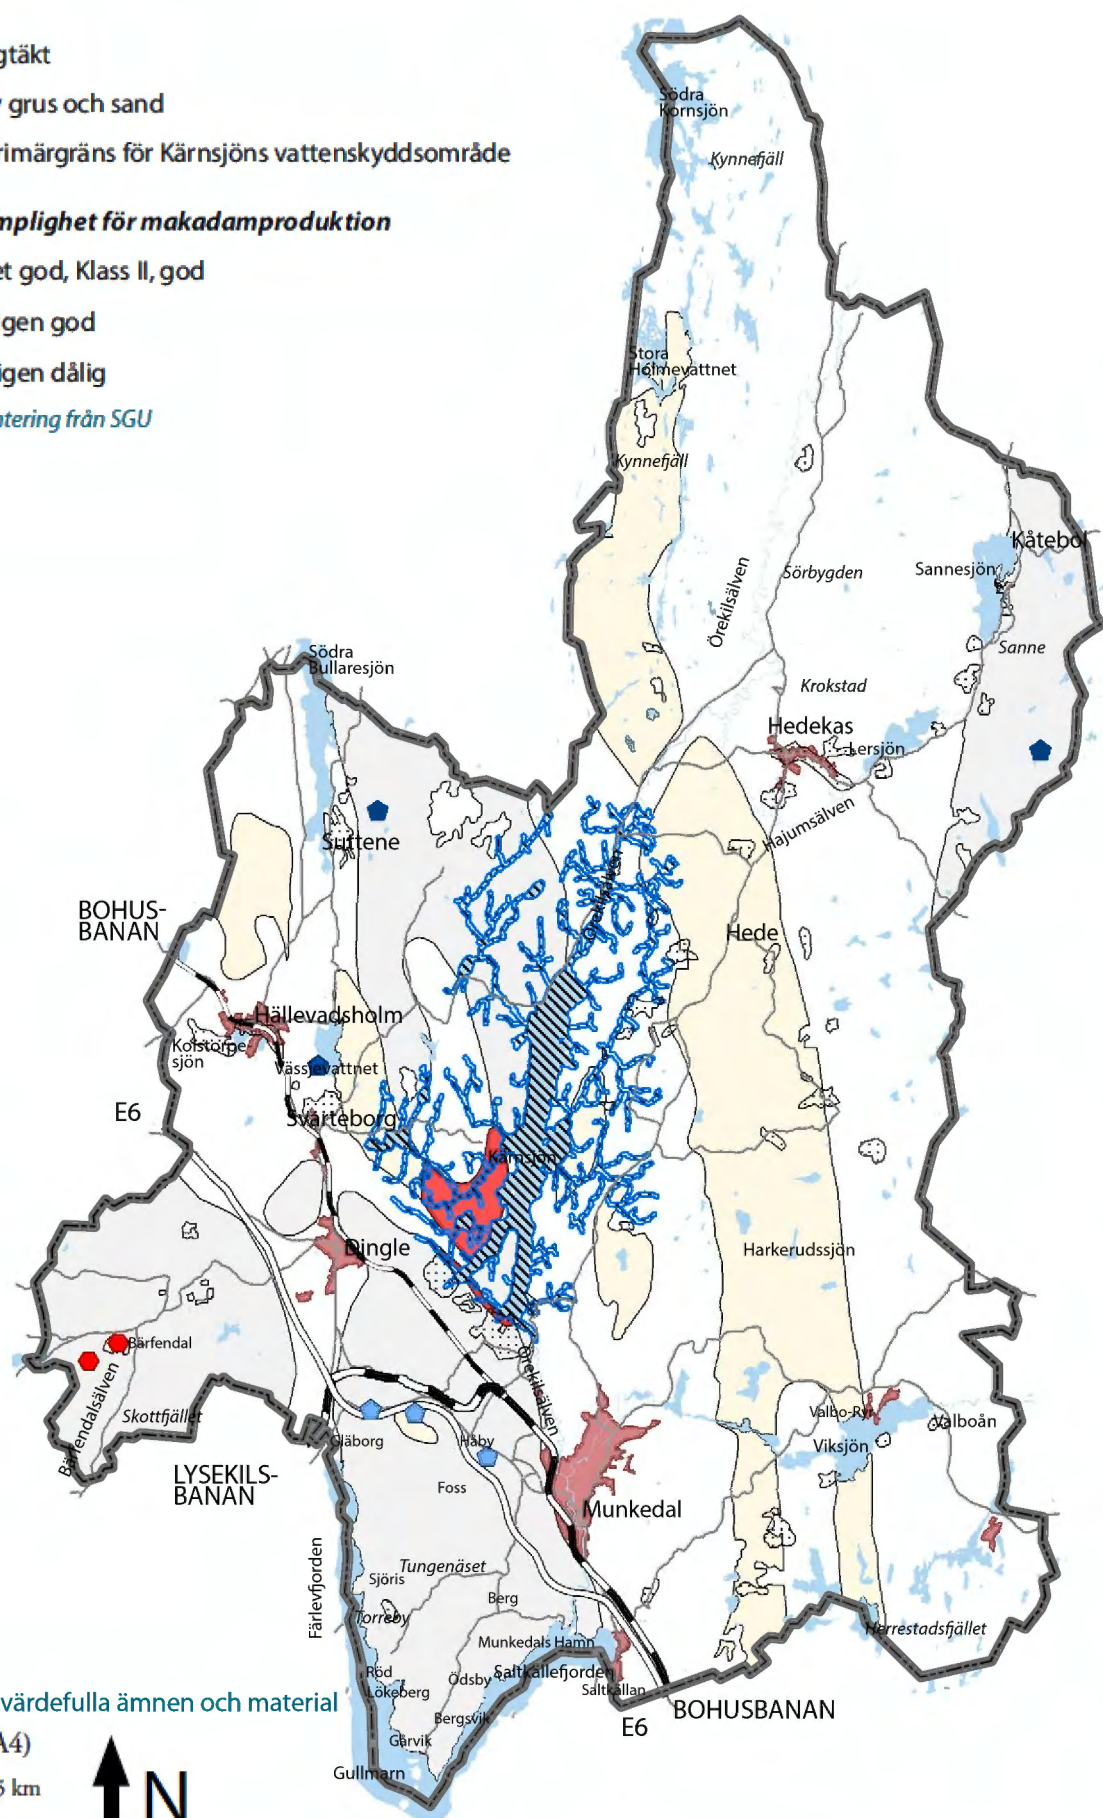 gtäkt
grus och sand
rimärgräns för Kärnsjöns vattenskyddsområde
mplighet för makadamproduktion
et god, Klass II, god
gen god
igen dålig
ntering från SGU
Södra
Kornsjön
Kynnefjäll
Stora
Holmevattnet
Kynnefjäll
Kåtebol
Sannesjön
Sörbygden
Örekilsälven
Sanne
Södra
Bullaresjön
Krokstad
Hedekas
Lersjön
Hajumsälven
Suttene
Örekilsälven
BOHUS-
BANAN
Hede
Hällevadsholm
Kolstorpe-
sjön
Vässjevattnet
E6
Svarteborg
Kärnsjön
Dingle
Harkerudssjön
Bärfendal
Örekilsälven
Bärfendalsälven
Skottfjället
Valbo-Ryr
Valboån
Gläborg
Håby
Viksjön
LYSEKILS-
BANAN
Foss
Munkedal
Färlevfjorden
Tungenäset
Sjöris
Berg
Torreby
Herrestadsfjället
Munkedals Hamn
Röd
Lökeberg
Ödsby
Saltkällefjorden
Saltkällan
värdefulla ämnen och material
Bergsvik
BOHUSBANAN
E6
A4)
Gårvik
Gullmarn
5 km
N